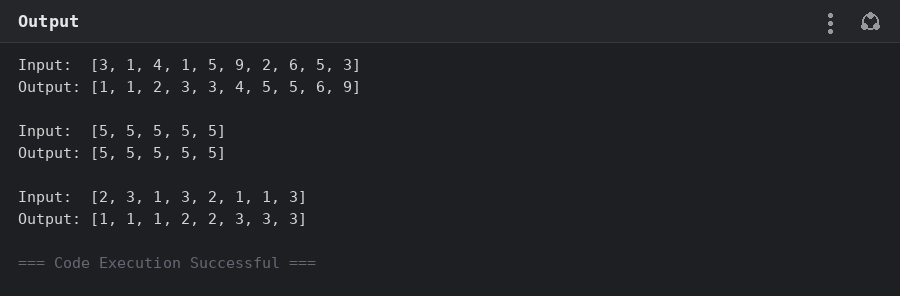 Output
Input:  [3, 1, 4, 1, 5, 9, 2, 6, 5, 3]
Output: [1, 1, 2, 3, 3, 4, 5, 5, 6, 9]
Input:  [5, 5, 5, 5, 5]
Output: [5, 5, 5, 5, 5]
Input:  [2, 3, 1, 3, 2, 1, 1, 3]
Output: [1, 1, 1, 2, 2, 3, 3, 3]
=== Code Execution Successful ===